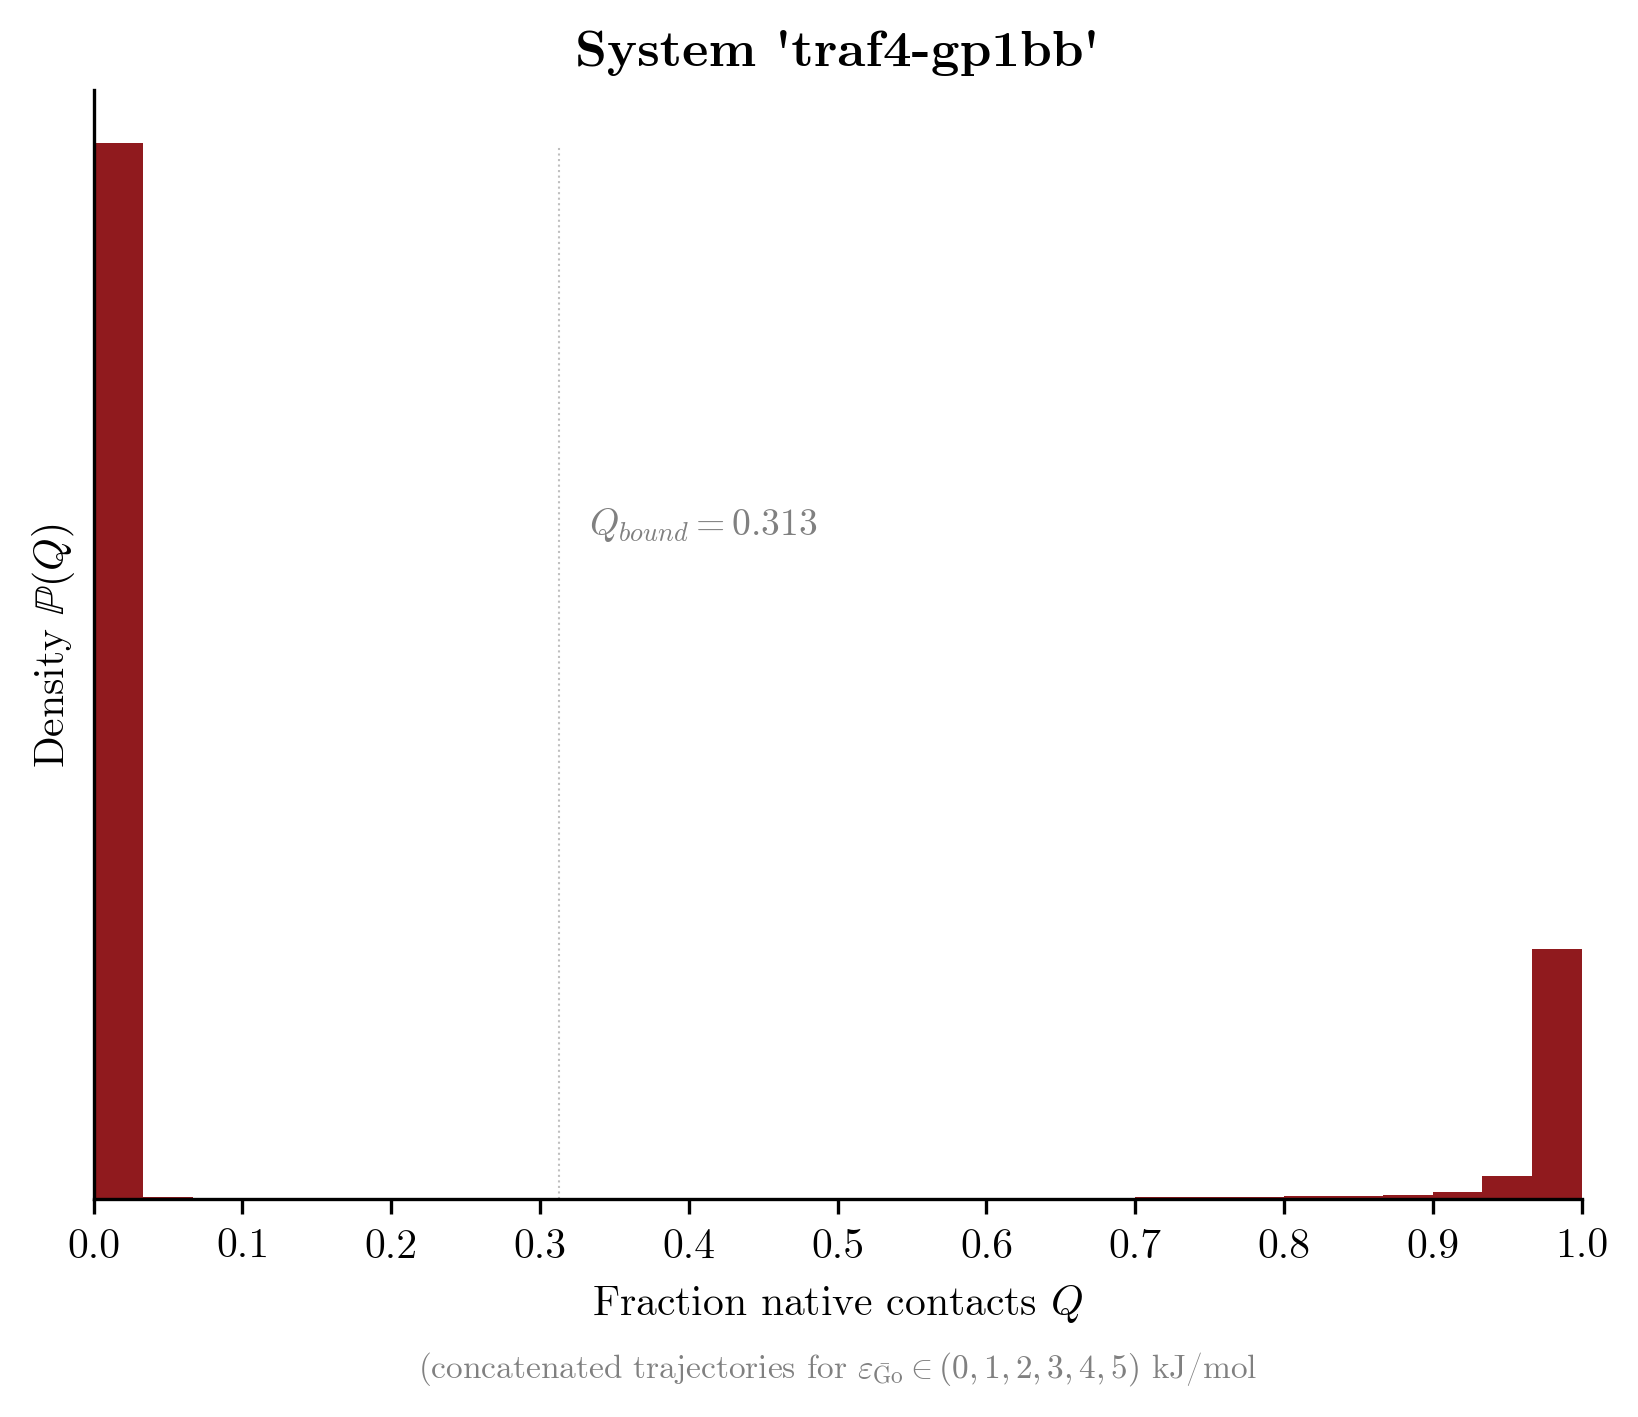 System 'traf4-gp1bb'
Density ℙ(Q)
Q_bound = 0.313
0.0 0.1 0.2 0.3 0.4 0.5 0.6 0.7 0.8 0.9 1.0
Fraction native contacts Q
(concatenated trajectories for ε_Ḡo ∈ (0, 1, 2, 3, 4, 5) kJ/mol